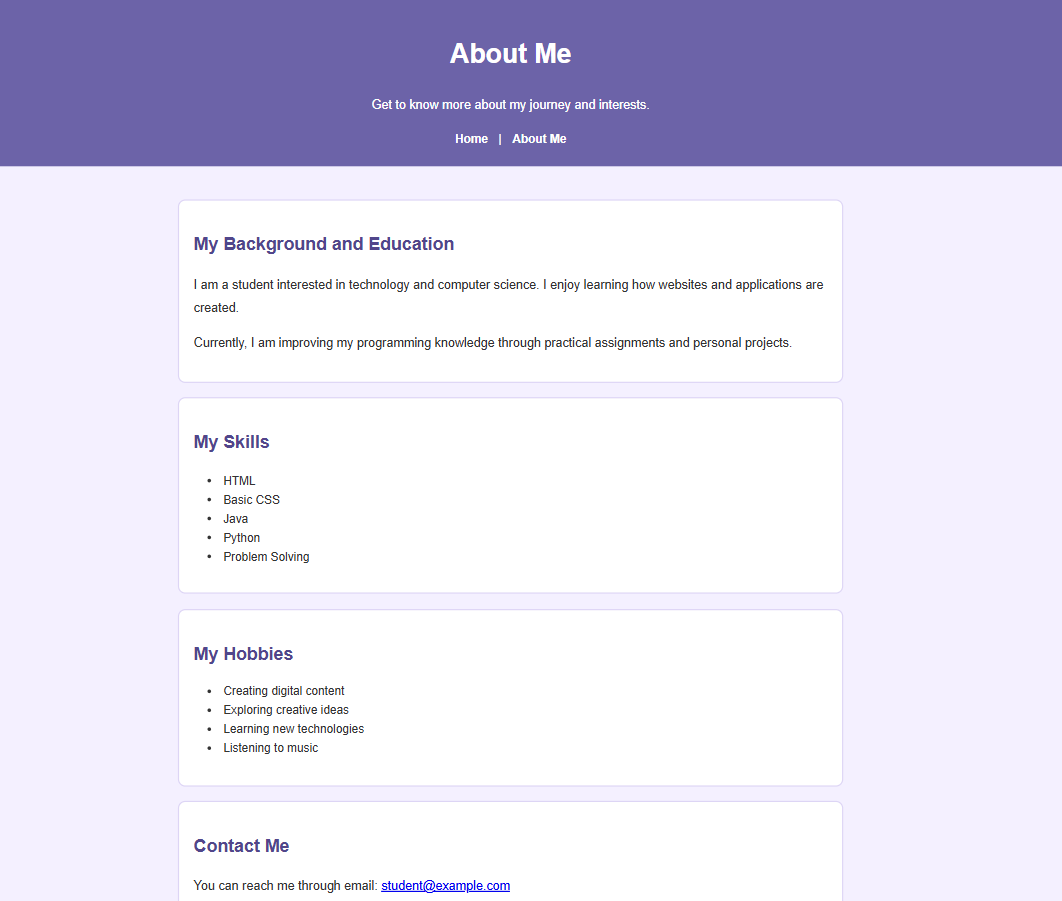 About Me
Get to know more about my journey and interests.
Home | About Me
My Background and Education
I am a student interested in technology and computer science. I enjoy learning how websites and applications are
created.
Currently, I am improving my programming knowledge through practical assignments and personal projects.
My Skills
• HTML
• Basic CSS
• Java
• Python
• Problem Solving
My Hobbies
• Creating digital content
• Exploring creative ideas
• Learning new technologies
• Listening to music
Contact Me
You can reach me through email: student@example.com